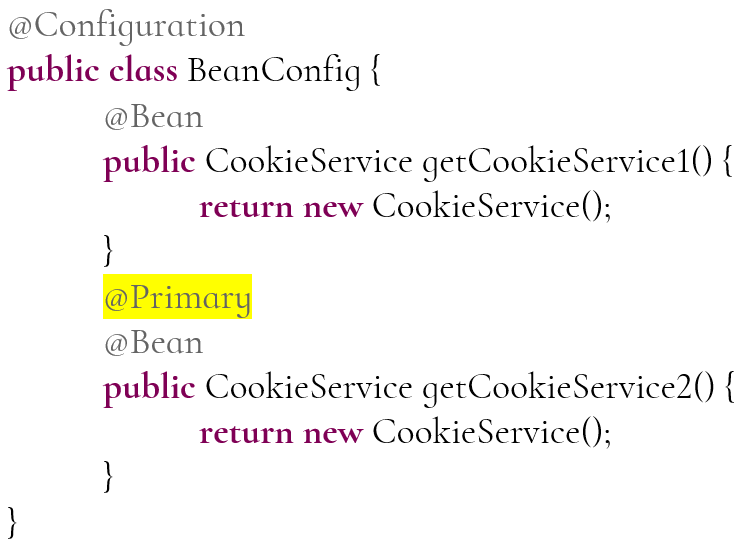 @Configuration
public class BeanConfig {
@Bean
public CookieService getCookieService1() {
return new CookieService();
}
@Primary
@Bean
public CookieService getCookieService2() {
return new CookieService();
}
}